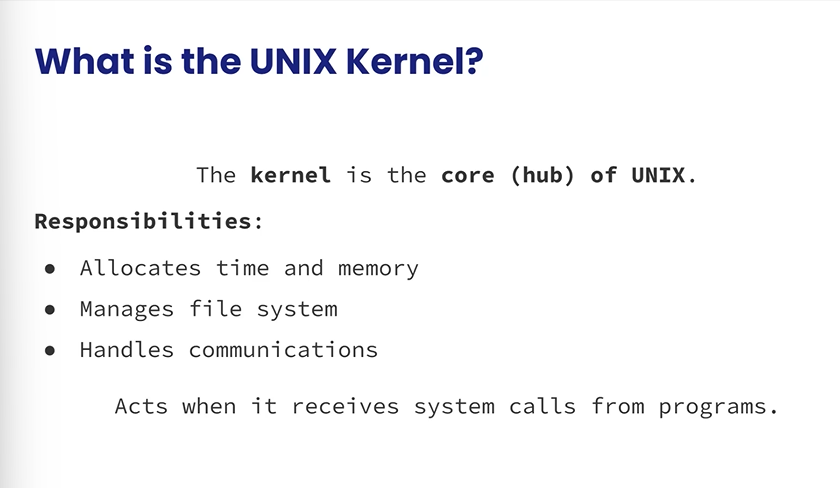 What is the UNIX Kernel?
The kernel is the core (hub) of UNIX.
Responsibilities:
● Allocates time and memory
● Manages file system
● Handles communications
Acts when it receives system calls from programs.